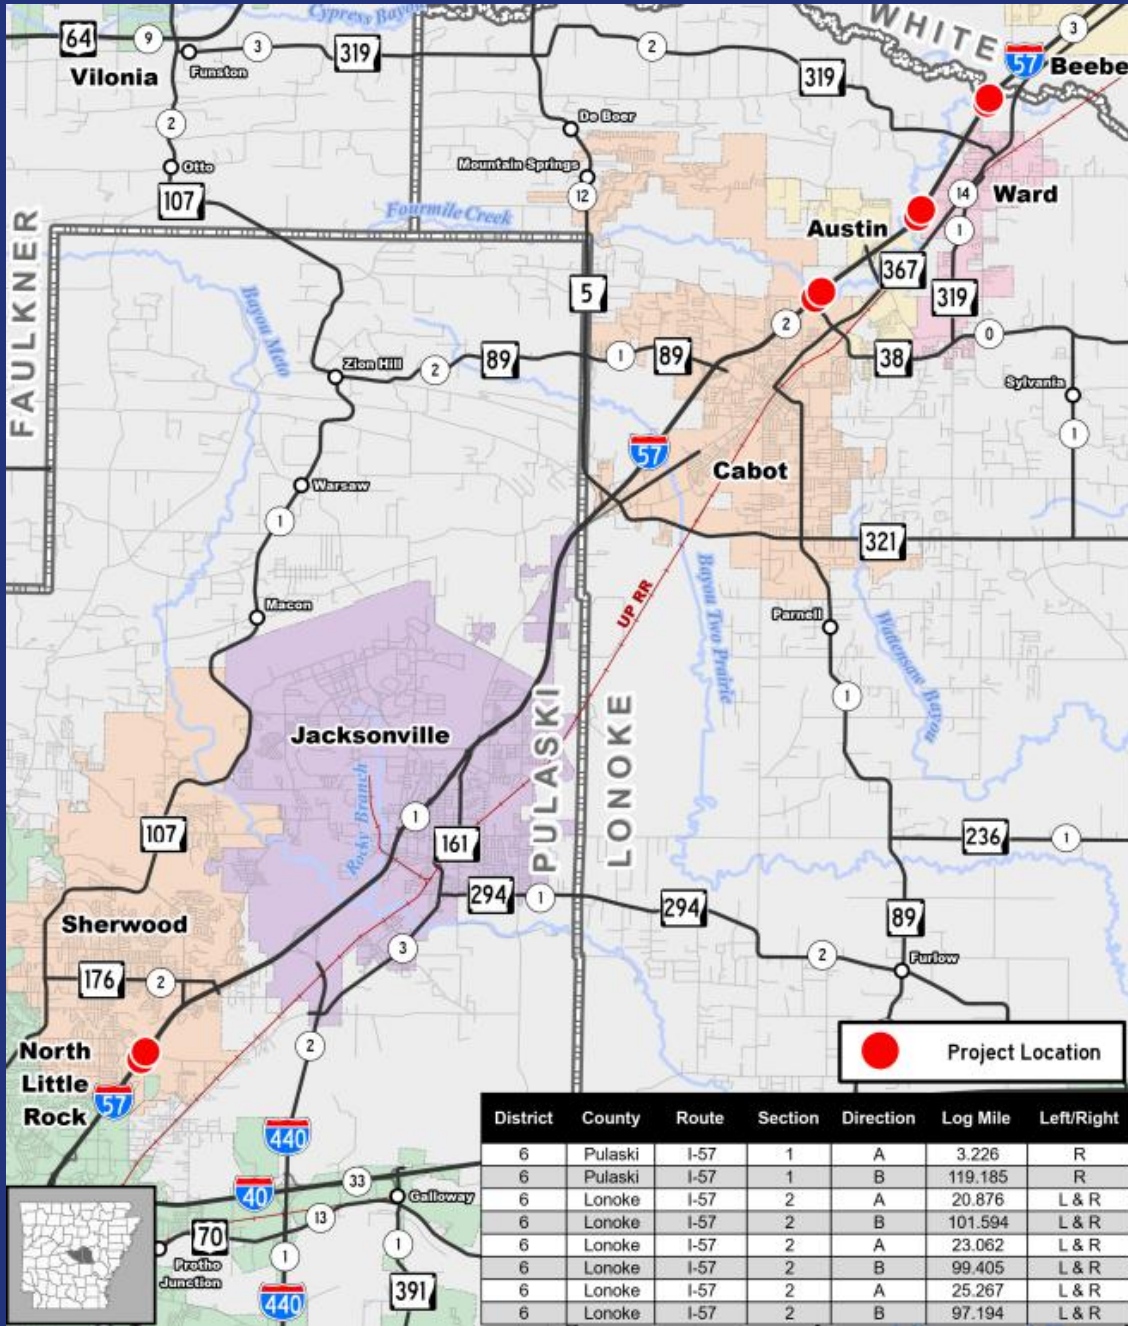 Cypress Bayou
WHITE
64
9
3
319
2
3
57
Beebe
Vilonia
Funston
319
2
De Boer
Otto
Mountain Springs
107
12
14
Ward
Fourmile Creek
Austin
1
FAULKNER
367
5
319
Bayou Meto
2
0
Zion Hill
2
89
1
89
38
Sylvania
57
1
Cabot
Warsaw
1
321
Bayou Two Prairie
UP RR
Macon
Parnell
Wattensaw Bayou
1
PULASKI
LONOKE
Jacksonville
Rocky Branch
1
107
161
236
1
294
1
294
89
Sherwood
3
2
Furlow
176
2
2
North
Little
Rock
57
Project Location
440
District County Route Section Direction Log Mile Left/Right
6 Pulaski I-57 1 A 3.226 R
6 Pulaski I-57 1 B 119.185 R
6 Lonoke I-57 2 A 20.876 L & R
6 Lonoke I-57 2 B 101.594 L & R
6 Lonoke I-57 2 A 23.062 L & R
6 Lonoke I-57 2 B 99.405 L & R
6 Lonoke I-57 2 A 25.267 L & R
6 Lonoke I-57 2 B 97.194 L & R
33
40
Galloway
13
70
Protho
Junction
1
1
391
440